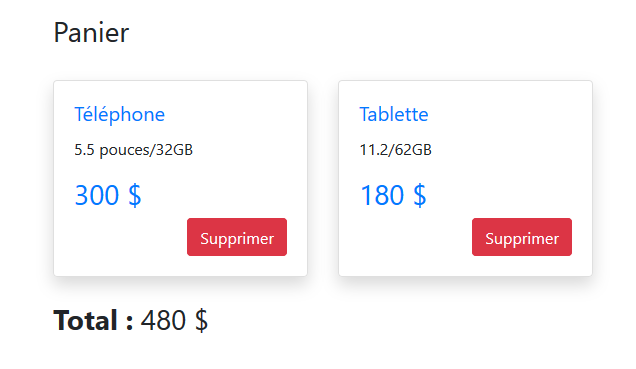 Panier
Téléphone
5.5 pouces/32GB
300 $
Supprimer
Tablette
11.2/62GB
180 $
Supprimer
Total : 480 $